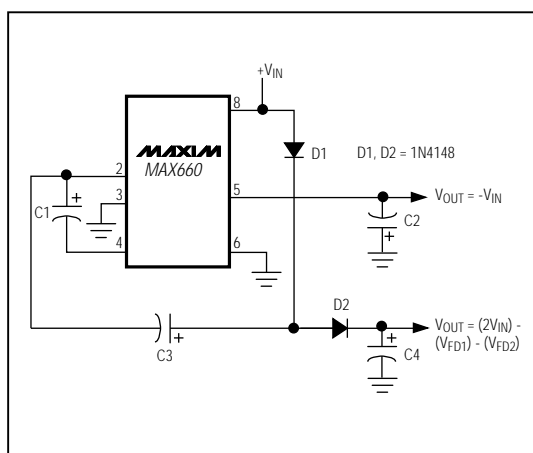 +VIN
8
MAXIM
MAX660
D1
D1, D2 = 1N4148
2
+
C1
3
5
VOUT = -VIN
C2
+
4
6
D2
VOUT = (2VIN) -
(VFD1) - (VFD2)
+
C3
+
C4